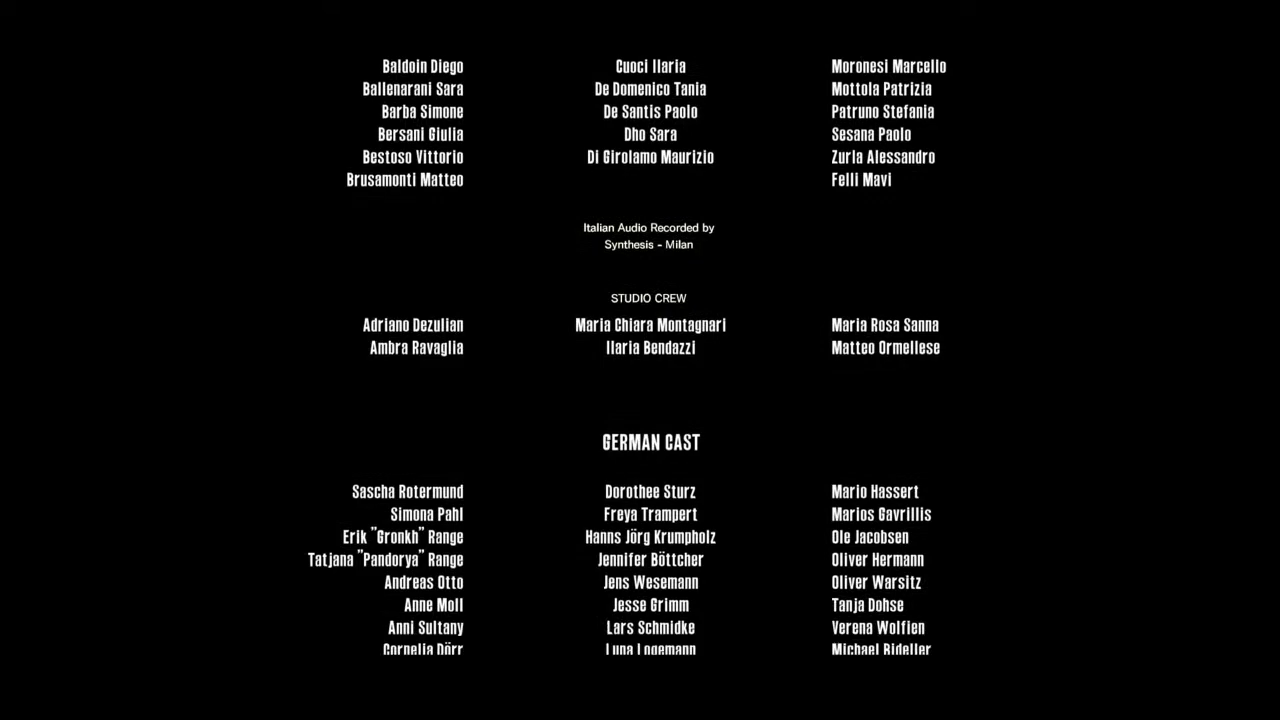 Baldoin Diego Cuoci Ilaria Moronesi Marcello
Ballenarani Sara De Domenico Tania Mottola Patrizia
Barba Simone De Santis Paolo Patruno Stefania
Bersani Giulia Dho Sara Sesana Paolo
Bestoso Vittorio Di Girolamo Maurizio Zurla Alessandro
Brusamonti Matteo Felli Mavi
Italian Audio Recorded by
Synthesis - Milan
STUDIO CREW
Adriano Dezulian Maria Chiara Montagnari Maria Rosa Sanna
Ambra Ravaglia Ilaria Bendazzi Matteo Ormellese
GERMAN CAST
Sascha Rotermund Dorothee Sturz Mario Hassert
Simona Pahl Freya Trampert Marios Gavrillis
Erik "Gronkh" Range Hanns Jörg Krumpholz Ole Jacobsen
Tatjana "Pandorya" Range Jennifer Böttcher Oliver Hermann
Andreas Otto Jens Wesemann Oliver Warsitz
Anne Moll Jesse Grimm Tanja Dohse
Anni Sultany Lars Schmidke Verena Wolfien
Cornelia Dörr Luna Logemann Michael Bideller